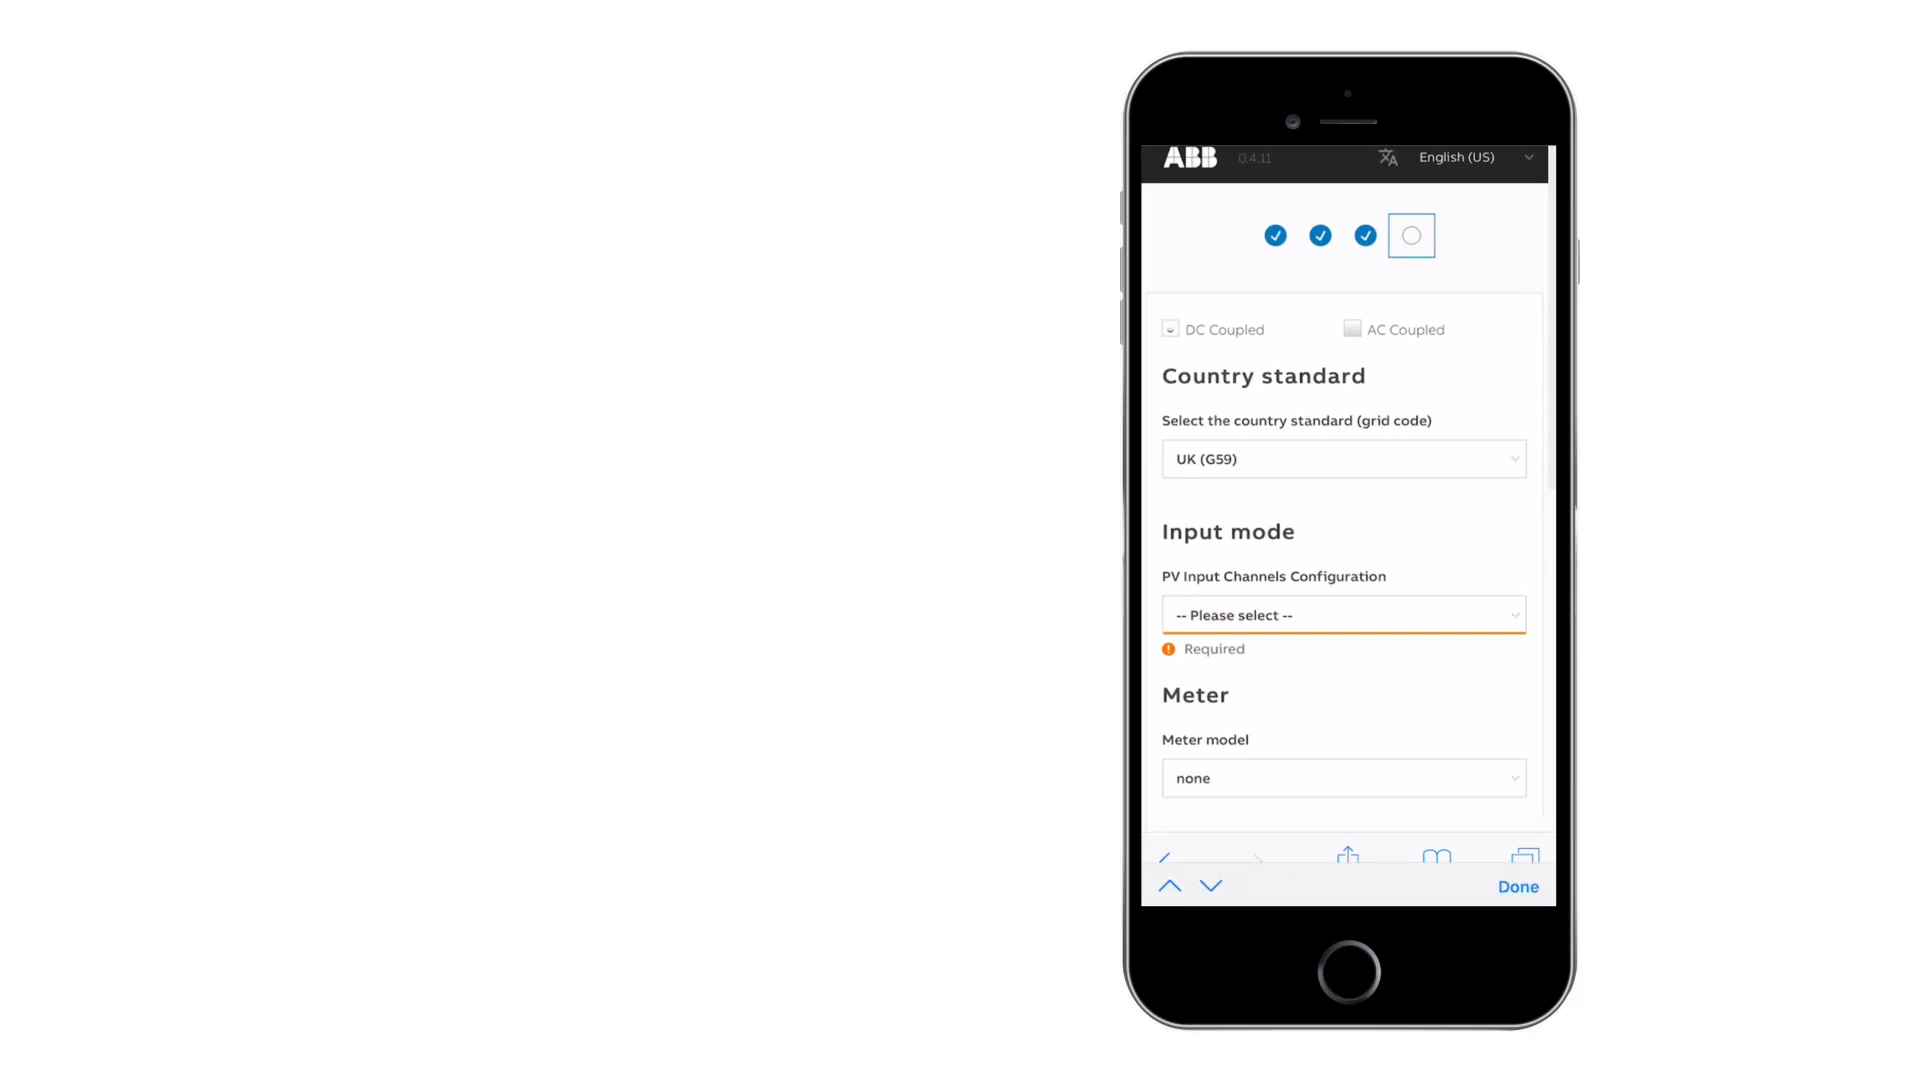 ABB 0.4.11 English (US)
DC Coupled AC Coupled
Country standard
Select the country standard (grid code)
UK (G59)
Input mode
PV Input Channels Configuration
-- Please select --
Required
Meter
Meter model
none
Done